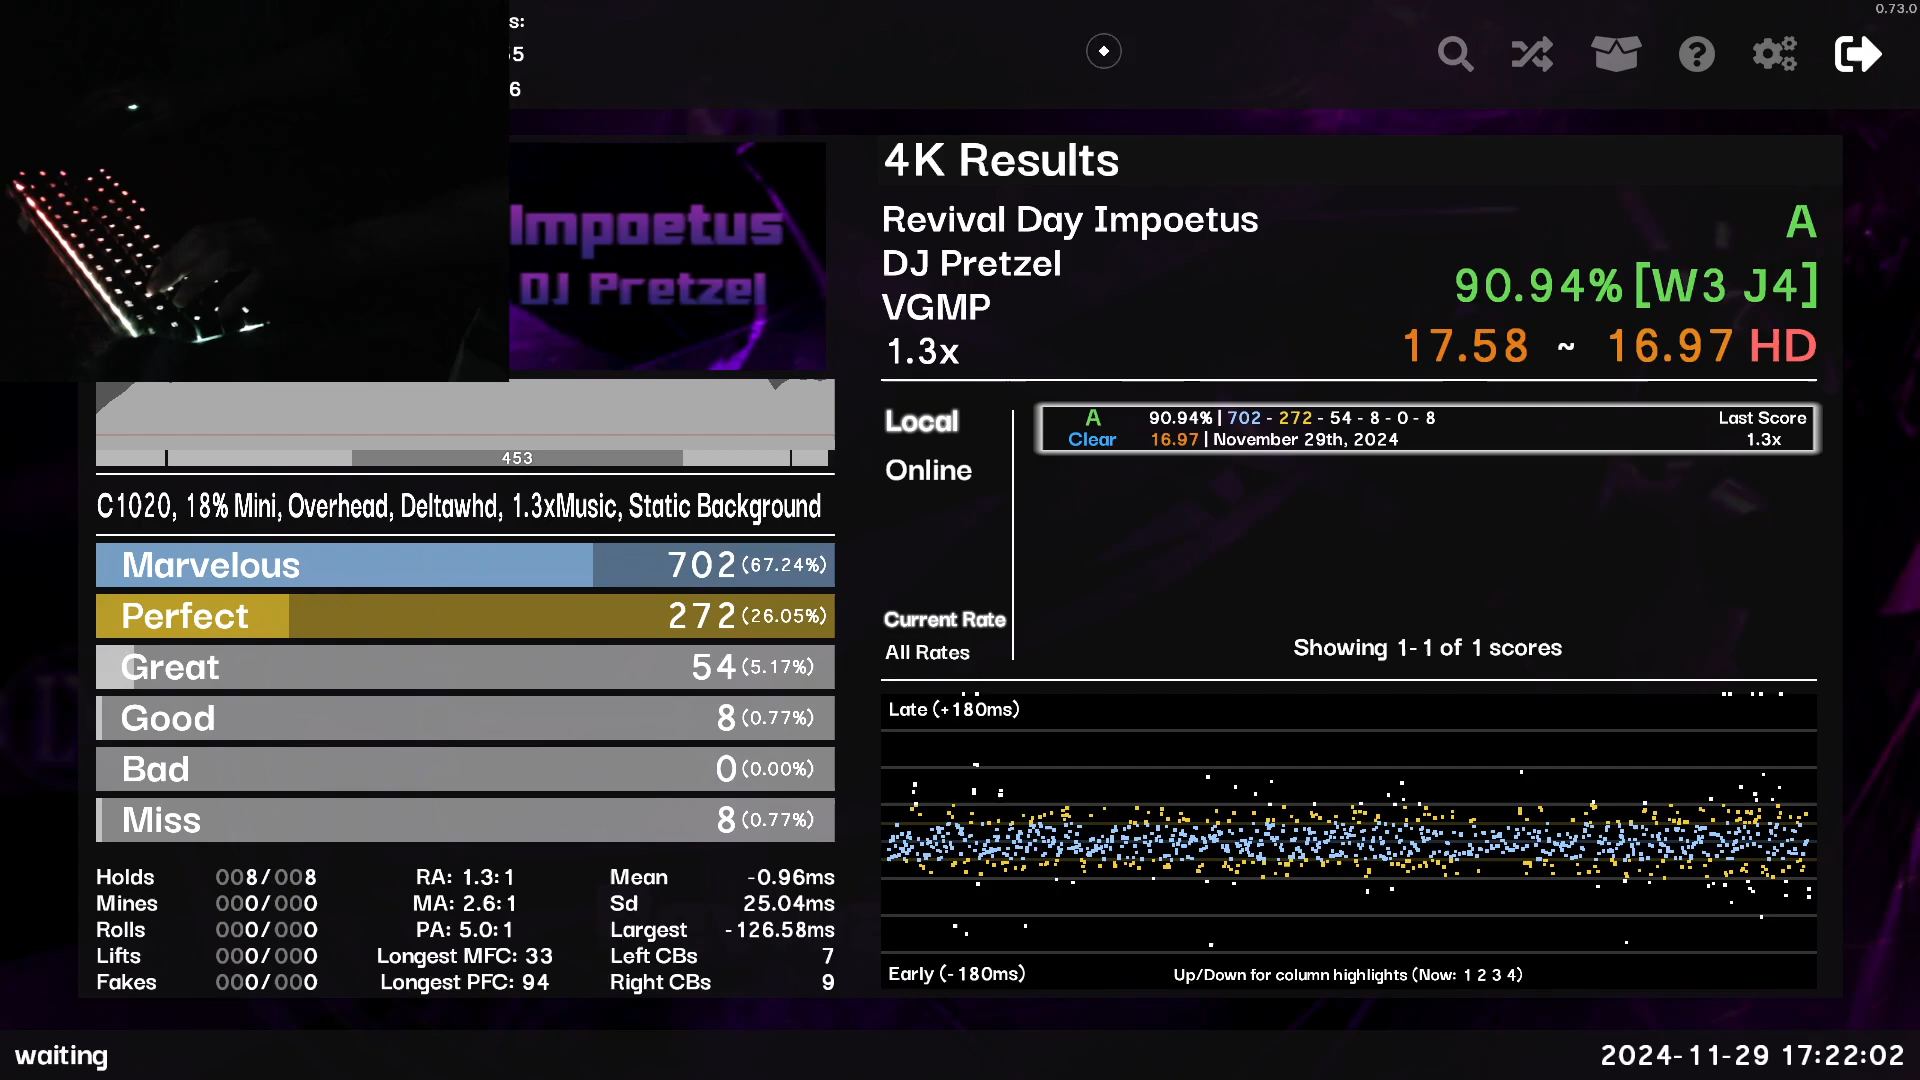 s:
5
6
0.73.0
Impoetus
DJ Pretzel
4K Results
Revival Day Impoetus
A
DJ Pretzel
90.94% [W3 J4]
VGMP
1.3x
17.58 ~ 16.97 HD
453
C1020, 18% Mini, Overhead, Deltawhd, 1.3xMusic, Static Background
Marvelous 702 (67.24%)
Perfect 272 (26.05%)
Great 54 (5.17%)
Good 8 (0.77%)
Bad 0 (0.00%)
Miss 8 (0.77%)
Holds 008/008 RA: 1.3:1 Mean -0.96ms
Mines 000/000 MA: 2.6:1 Sd 25.04ms
Rolls 000/000 PA: 5.0:1 Largest -126.58ms
Lifts 000/000 Longest MFC: 33 Left CBs 7
Fakes 000/000 Longest PFC: 94 Right CBs 9
Local
Online
Current Rate
All Rates
A 90.94% | 702 - 272 - 54 - 8 - 0 - 8 Last Score
Clear 16.97 | November 29th, 2024 1.3x
Showing 1-1 of 1 scores
Late (+180ms)
Early (-180ms) Up/Down for column highlights (Now: 1 2 3 4)
waiting
2024-11-29 17:22:02